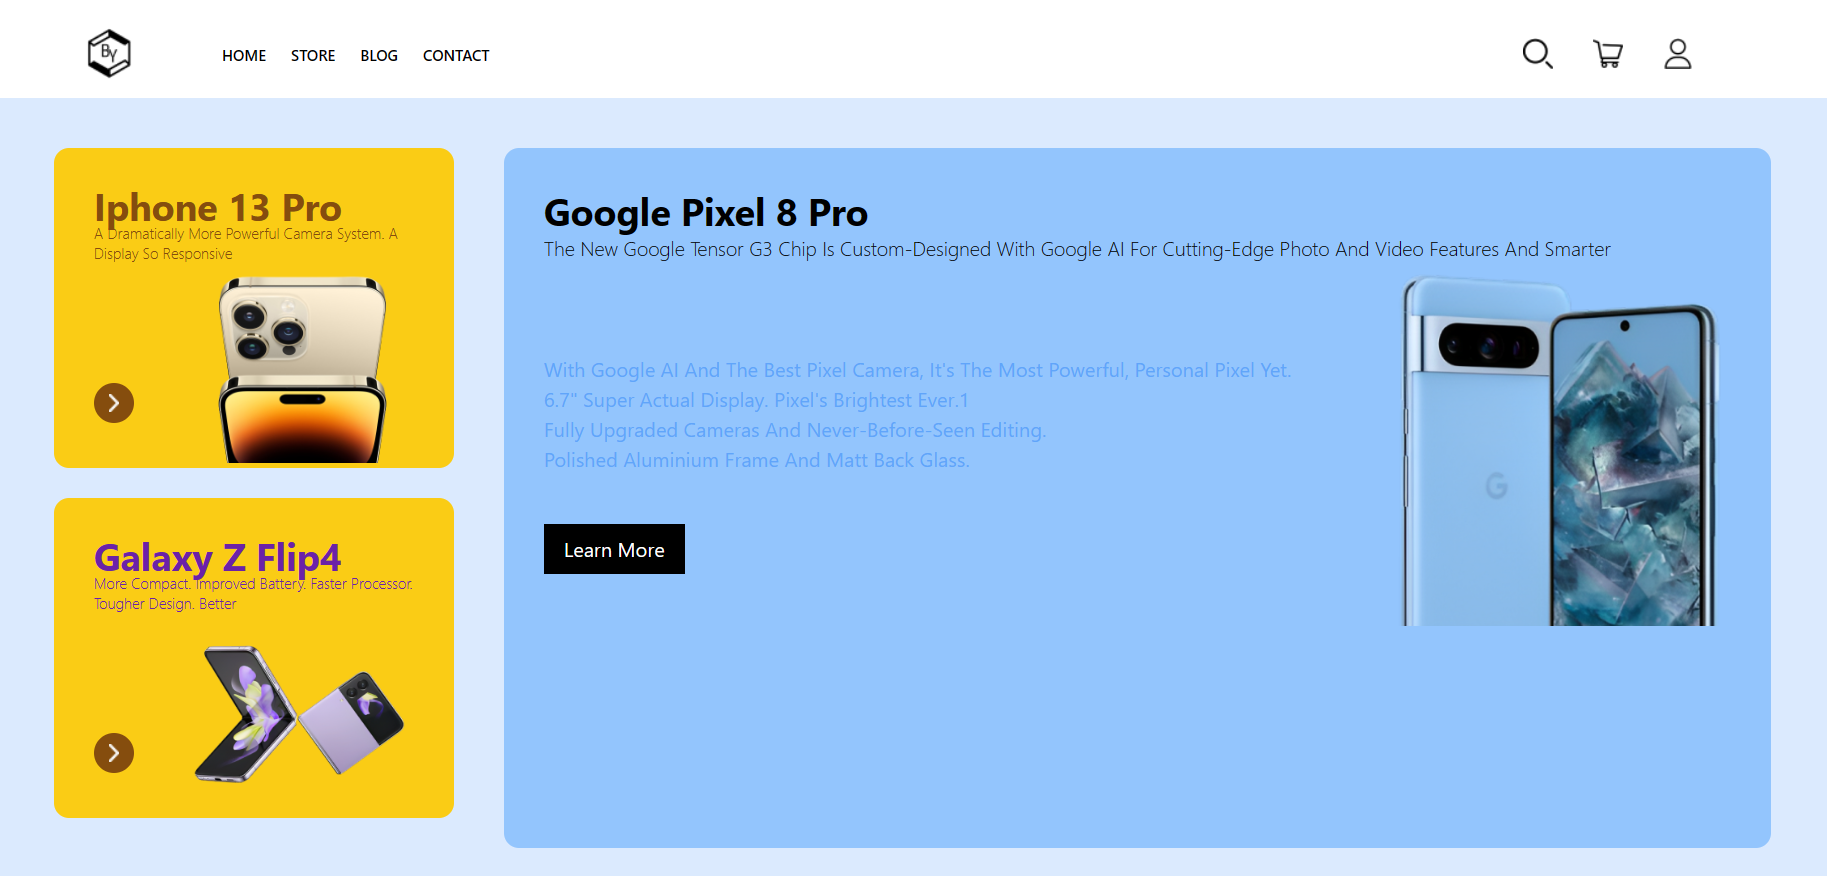 By
HOME STORE BLOG CONTACT
Iphone 13 Pro
A Dramatically More Powerful Camera System. A
Display So Responsive
Google Pixel 8 Pro
The New Google Tensor G3 Chip Is Custom-Designed With Google AI For Cutting-Edge Photo And Video Features And Smarter
With Google AI And The Best Pixel Camera, It's The Most Powerful, Personal Pixel Yet.
6.7" Super Actual Display. Pixel's Brightest Ever.1
Fully Upgraded Cameras And Never-Before-Seen Editing.
Polished Aluminium Frame And Matt Back Glass.
Learn More
G
Galaxy Z Flip4
More Compact. Improved Battery. Faster Processor.
Tougher Design. Better